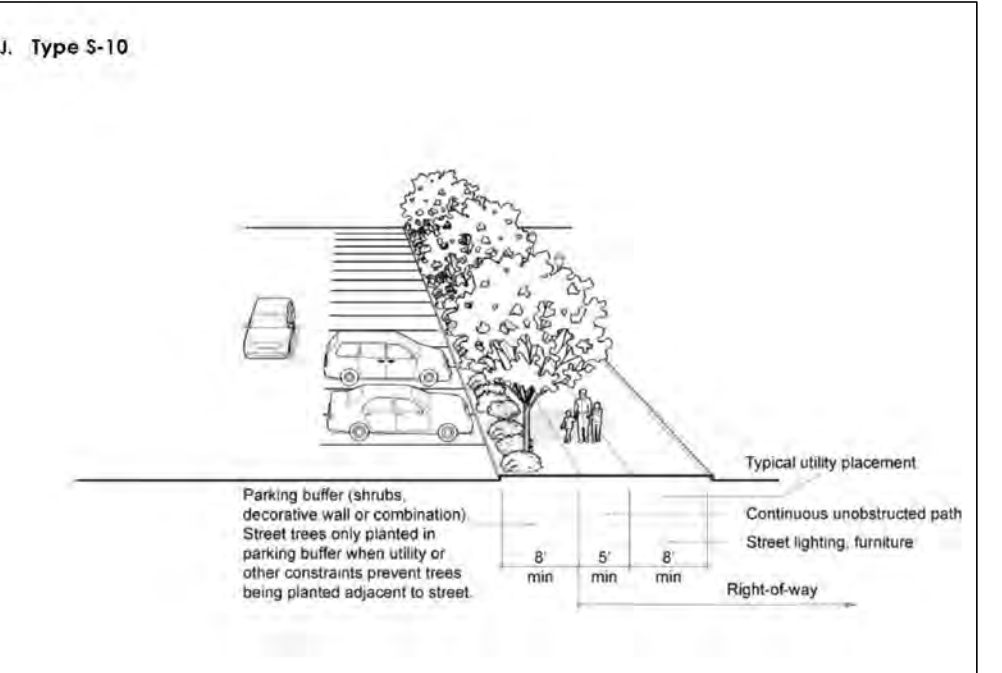 J. Type S-10
Typical utility placement
Parking buffer (shrubs,
decorative wall or combination)
Street trees only planted in
parking buffer when utility or
other constraints prevent trees
being planted adjacent to street.
Continuous unobstructed path
Street lighting, furniture
8' 5' 8'
min min min
Right-of-way